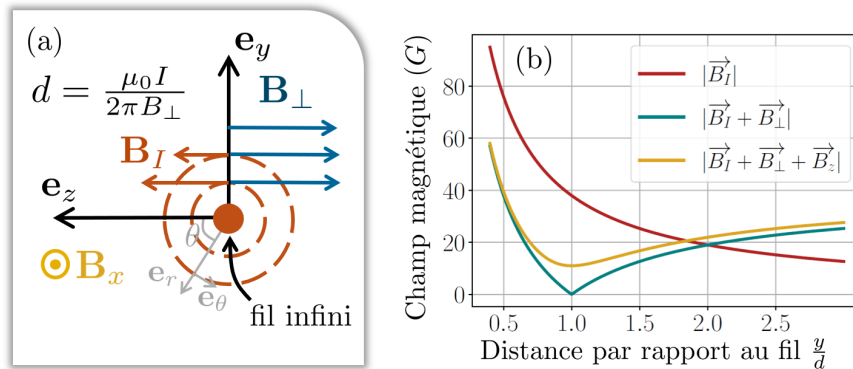 (a)
e_y
d = μ₀I / 2πB⊥
B⊥
B_I
e_z
θ
B_x
e_r
e_θ
fil infini
(b)
Champ magnétique (G)
80
60
40
20
0
|B_I→|
|B_I→ + B⊥→|
|B_I→ + B⊥→ + B_z→|
0.5 1.0 1.5 2.0 2.5
Distance par rapport au fil y/d